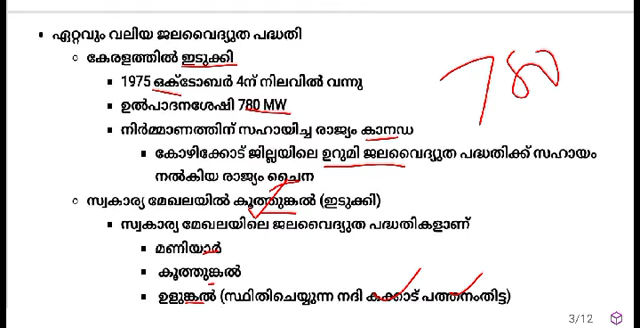 ഏറ്റവും വലിയ ജലവൈദ്യുത പദ്ധതി
കേരളത്തിൽ ഇടുക്കി
1975 ഒക്ടോബർ 4ന് നിലവിൽ വന്നു
ഉൽപാദനശേഷി 780 MW
780
നിർമ്മാണത്തിന് സഹായിച്ച രാജ്യം കാനഡ
കോഴിക്കോട് ജില്ലയിലെ ഉറുമി ജലവൈദ്യുത പദ്ധതിക്ക് സഹായം
നൽകിയ രാജ്യം ചൈന
സ്വകാര്യ മേഖലയിൽ കൂത്തുങ്കൽ (ഇടുക്കി)
സ്വകാര്യ മേഖലയിലെ ജലവൈദ്യുത പദ്ധതികളാണ്
മണിയാർ
കൂത്തുങ്കൽ
ഉളുങ്കൽ (സ്ഥിതിചെയ്യുന്ന നദി കക്കാട് പത്തനംതിട്ട)
3/12